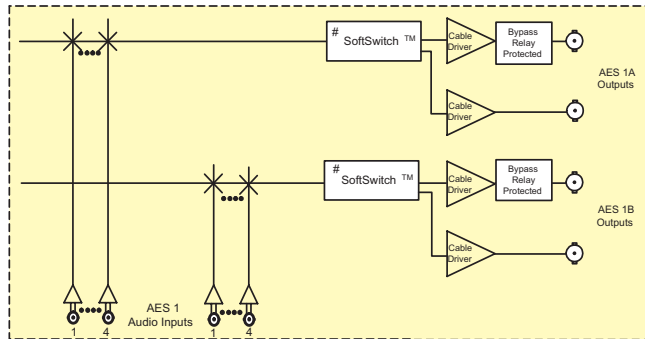 #
SoftSwitch ™
Cable
Driver
Bypass
Relay
Protected
AES 1A
Outputs
Cable
Driver
#
SoftSwitch ™
Cable
Driver
Bypass
Relay
Protected
AES 1B
Outputs
Cable
Driver
AES 1
Audio Inputs
1
4
1
4